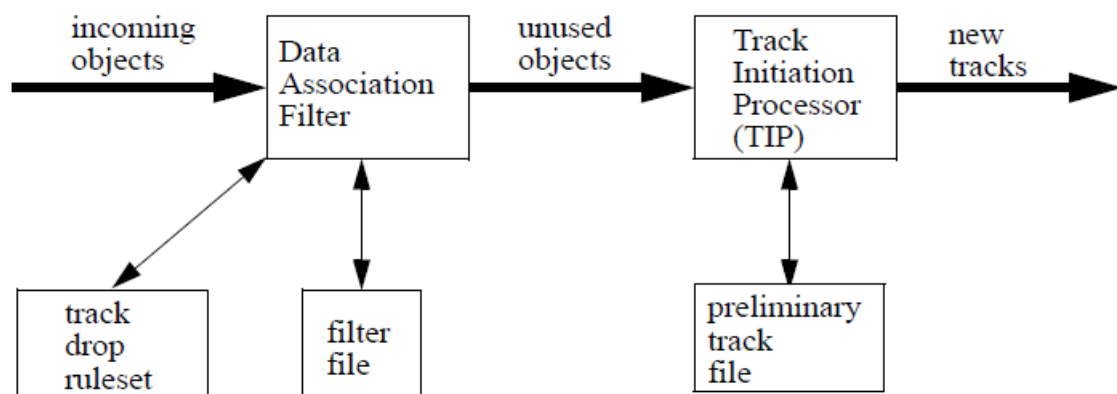 incoming
objects
Data
Association
Filter
unused
objects
Track
Initiation
Processor
(TIP)
new
tracks
track
drop
ruleset
filter
file
preliminary
track
file